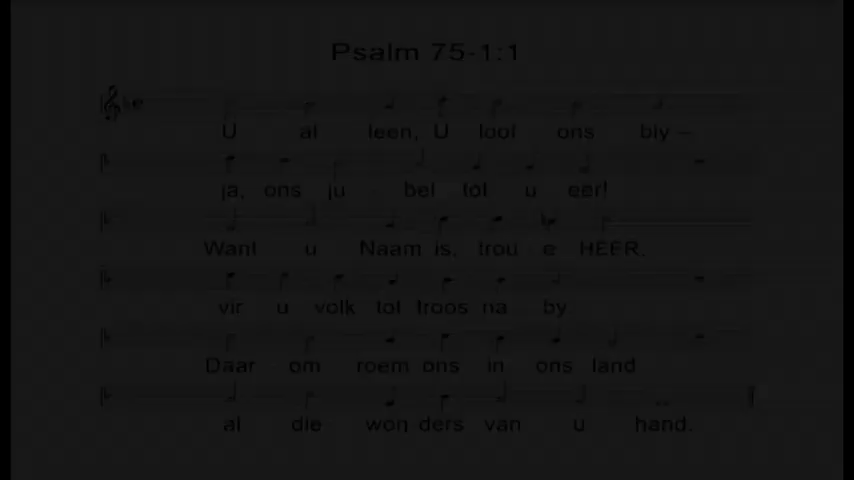 Psalm 75-1:1
U al leen, U loof ons bly –
ja, ons ju bel tot u eer!
Want u Naam is, trou e HEER,
vir u volk tot troos na by
Daar om roem ons in ons land
al die won ders van u hand.